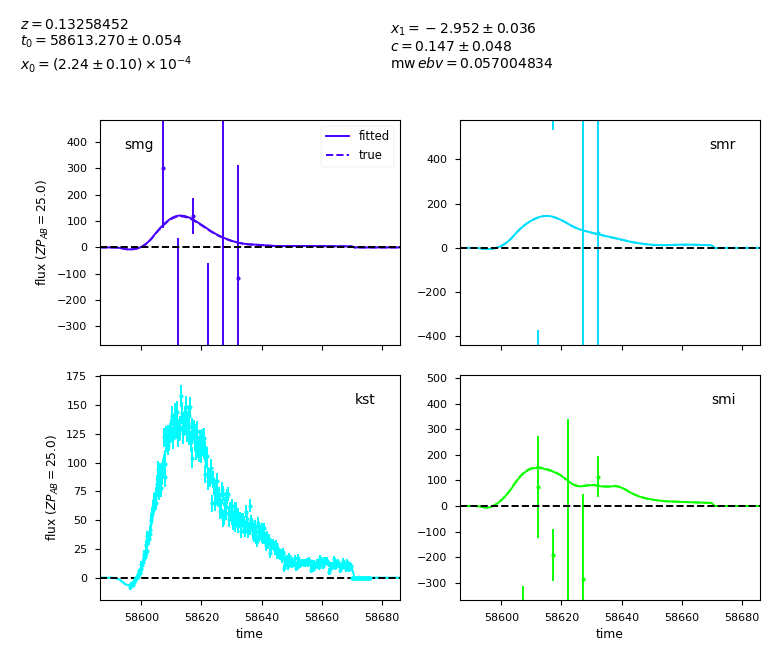 z = 0.13258452
t₀ = 58613.270 ± 0.054
x₀ = (2.24 ± 0.10) × 10⁻⁴
x₁ = −2.952 ± 0.036
c = 0.147 ± 0.048
mw ebv = 0.057004834
smg
fitted
true
400
300
200
100
0
−100
−200
−300
flux (ZP_AB = 25.0)
smr
400
200
0
−200
−400
kst
175
150
125
100
75
50
25
0
flux (ZP_AB = 25.0)
58600 58620 58640 58660 58680
time
smi
500
400
300
200
100
0
−100
−200
−300
58600 58620 58640 58660 58680
time